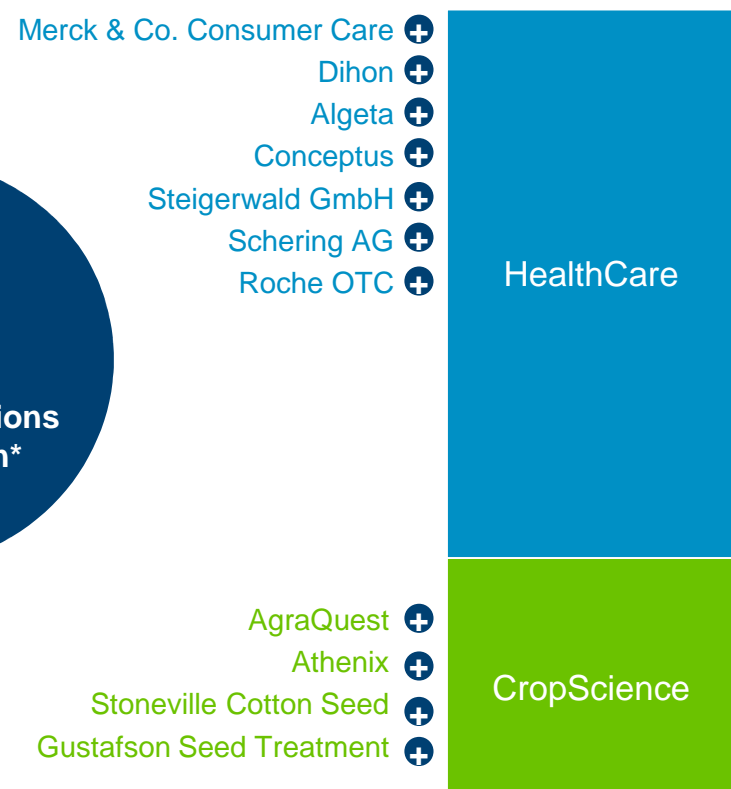 Merck & Co. Consumer Care
Dihon
Algeta
Conceptus
Steigerwald GmbH
Schering AG
Roche OTC
HealthCare
AgraQuest
Athenix
Stoneville Cotton Seed
Gustafson Seed Treatment
CropScience